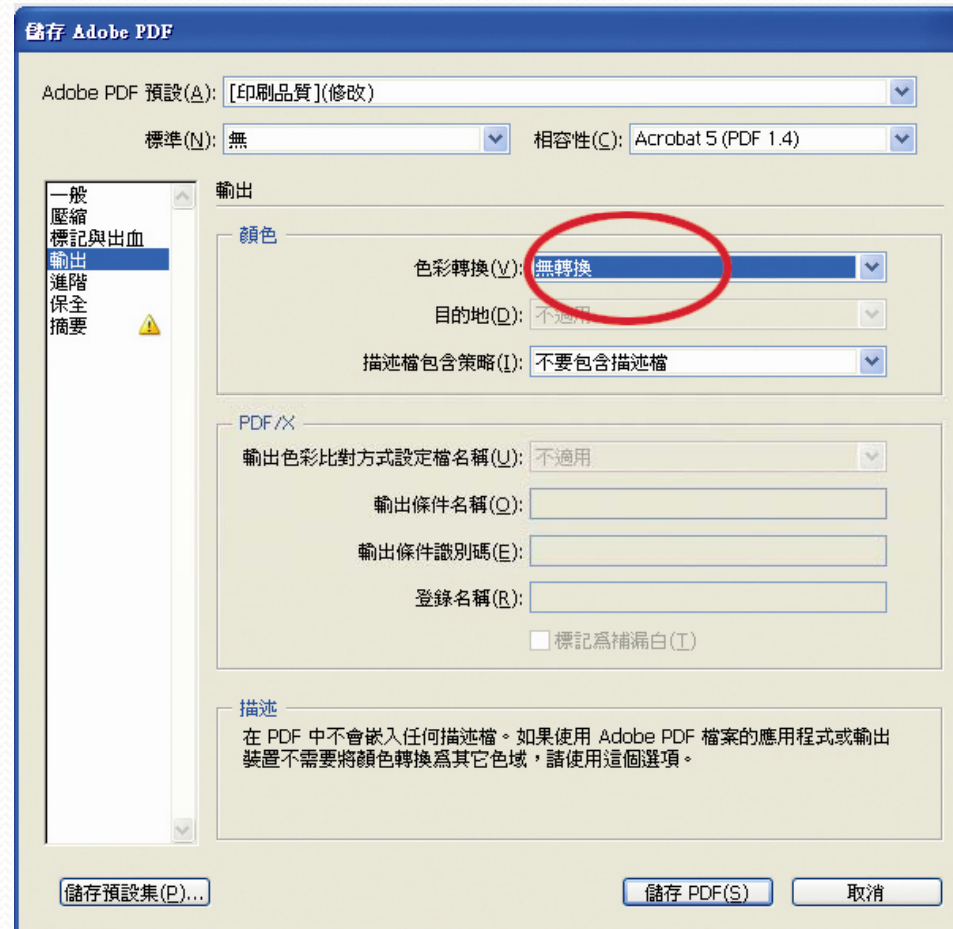 儲存 Adobe PDF
Adobe PDF 預設(A): [印刷品質](修改)
標準(N): 無 相容性(C): Acrobat 5 (PDF 1.4)
一般
壓縮
標記與出血
輸出
進階
保全
摘要
輸出
顏色
色彩轉換(V): 無轉換
目的地(D): 不適用
描述檔包含策略(I): 不要包含描述檔
PDF/X
輸出色彩比對方式設定檔名稱(U): 不適用
輸出條件名稱(O):
輸出條件識別碼(E):
登錄名稱(R):
標記為補漏白(T)
描述
在 PDF 中不會嵌入任何描述檔。如果使用 Adobe PDF 檔案的應用程式或輸出
裝置不需要將顏色轉換為其它色域，請使用這個選項。
儲存預設集(P)... 儲存 PDF(S) 取消